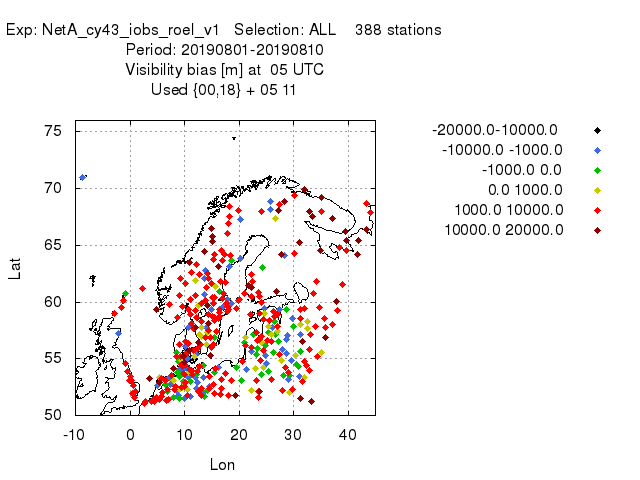 Exp: NetA_cy43_iobs_roel_v1 Selection: ALL 388 stations
Period: 20190801-20190810
Visibility bias [m] at 05 UTC
Used {00,18} + 05 11
-20000.0-10000.0
-10000.0 -1000.0
-1000.0 0.0
0.0 1000.0
1000.0 10000.0
10000.0 20000.0
75
70
65
60
55
50
Lat
-10 0 10 20 30 40
Lon